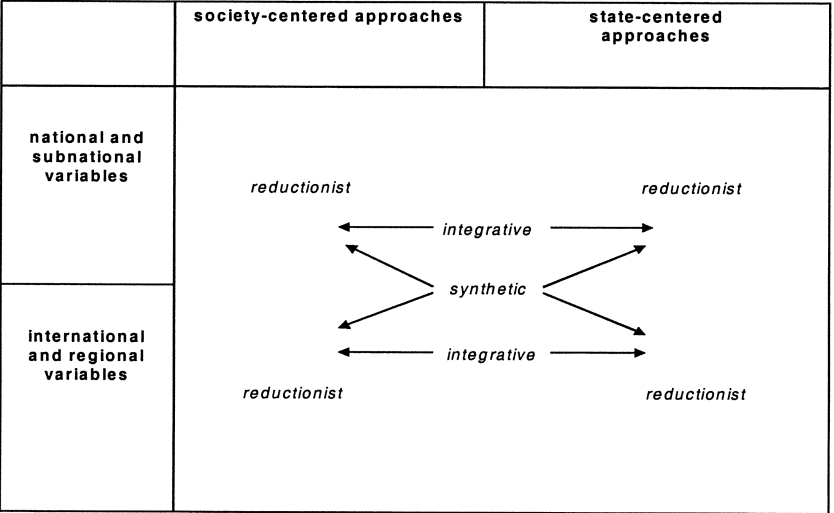 society-centered approaches
state-centered
approaches
national and
subnational
variables
reductionist
reductionist
integrative
synthetic
international
and regional
variables
integrative
reductionist
reductionist